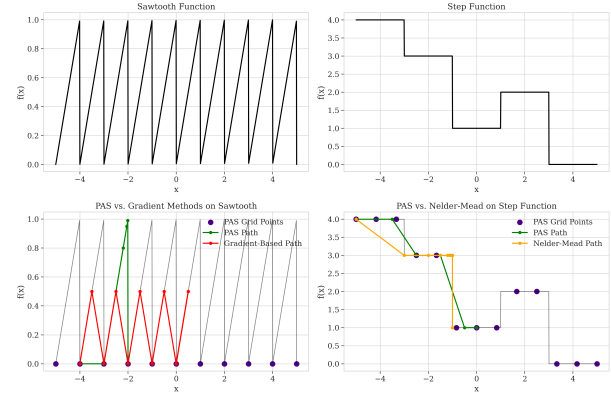 Sawtooth Function
1.0
0.8
0.6
0.4
0.2
0.0
f(x)
−4 −2 0 2 4
x
Step Function
4.0
3.5
3.0
2.5
2.0
1.5
1.0
0.5
0.0
f(x)
−4 −2 0 2 4
x
PAS vs. Gradient Methods on Sawtooth
1.0
0.8
0.6
0.4
0.2
0.0
f(x)
PAS Grid Points
PAS Path
Gradient-Based Path
−4 −2 0 2 4
x
PAS vs. Nelder-Mead on Step Function
4.0
3.5
3.0
2.5
2.0
1.5
1.0
0.5
0.0
f(x)
PAS Grid Points
PAS Path
Nelder-Mead Path
−4 −2 0 2 4
x